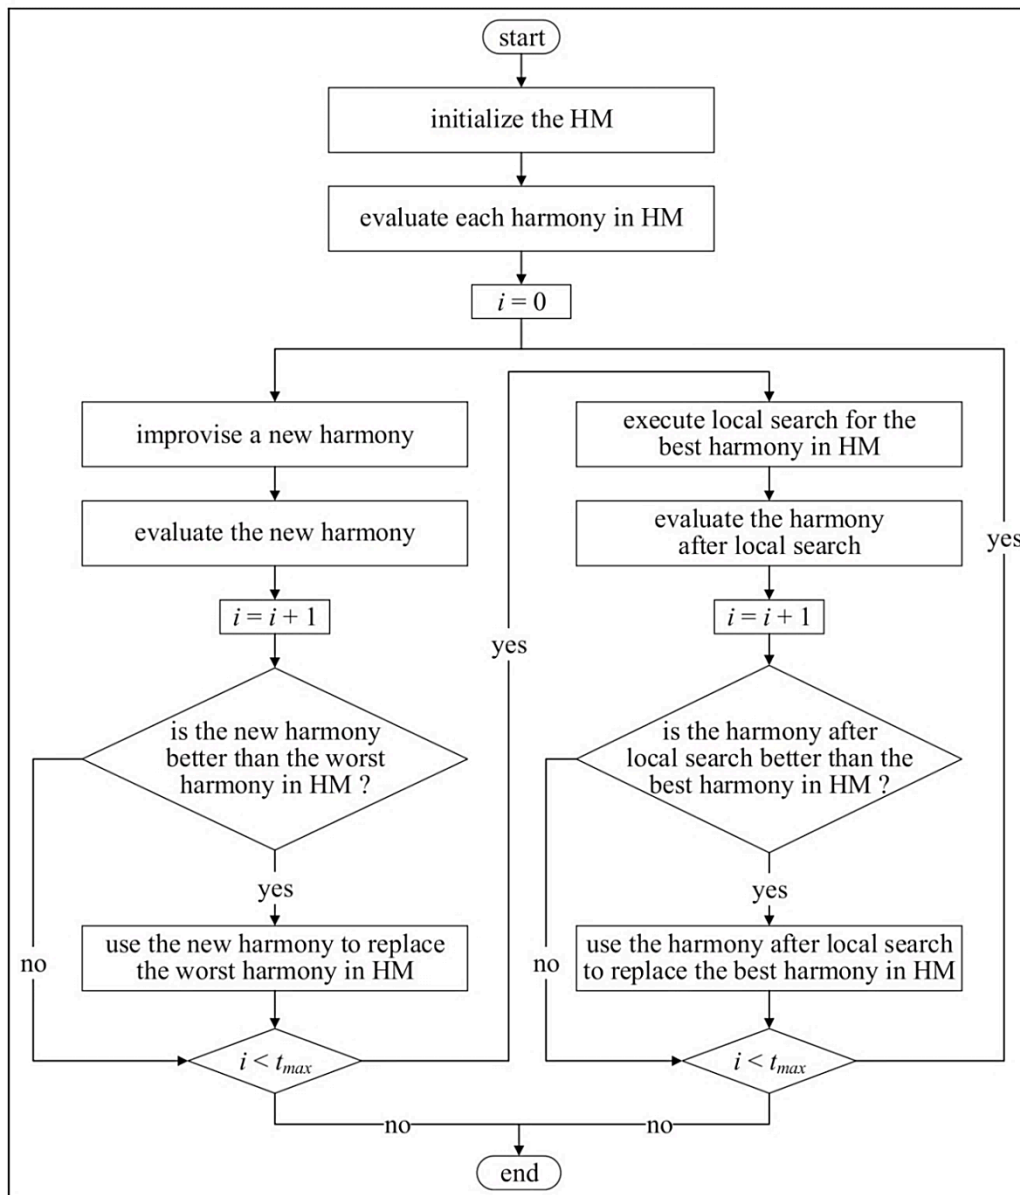 start
initialize the HM
evaluate each harmony in HM
i = 0
improvise a new harmony
evaluate the new harmony
i = i + 1
is the new harmony
better than the worst
harmony in HM ?
yes
no
use the new harmony to replace
the worst harmony in HM
i < tmax
yes
no
execute local search for the
best harmony in HM
evaluate the harmony
after local search
i = i + 1
is the harmony after
local search better than the
best harmony in HM ?
yes
no
use the harmony after local search
to replace the best harmony in HM
i < tmax
yes
no
end